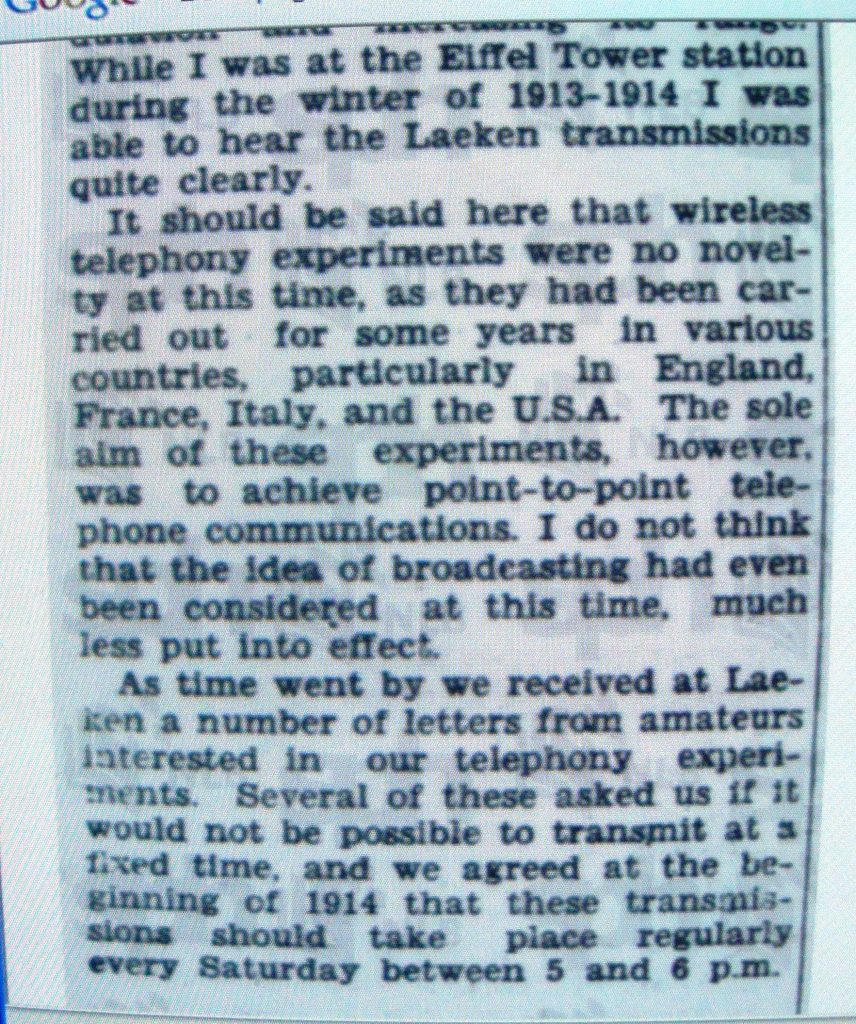 Google
While I was at the Eiffel Tower station
during the winter of 1913-1914 I was
able to hear the Laeken transmissions
quite clearly.
It should be said here that wireless
telephony experiments were no novel-
ty at this time, as they had been car-
ried out for some years in various
countries, particularly in England,
France, Italy, and the U.S.A. The sole
aim of these experiments, however,
was to achieve point-to-point tele-
phone communications. I do not think
that the idea of broadcasting had even
been considered at this time, much
less put into effect.
As time went by we received at Lae-
ken a number of letters from amateurs
interested in our telephony experi-
ments. Several of these asked us if it
would not be possible to transmit at a
fixed time, and we agreed at the be-
ginning of 1914 that these transmis-
sions should take place regularly
every Saturday between 5 and 6 p.m.